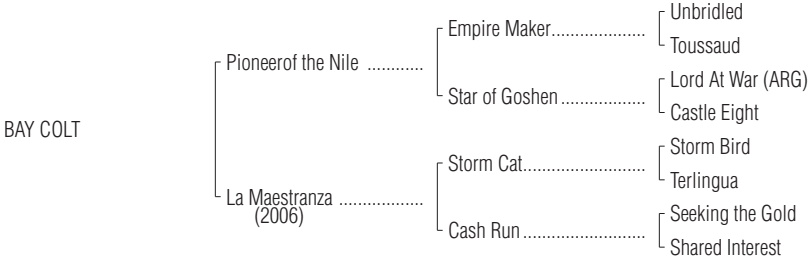 Unbridled
Empire Maker.....................
Toussaud
Pioneerof the Nile ............
Lord At War (ARG)
Star of Goshen...................
Castle Eight
BAY COLT
Storm Bird
Storm Cat...........................
Terlingua
La Maestranza ..................
(2006)
Seeking the Gold
Cash Run ...........................
Shared Interest